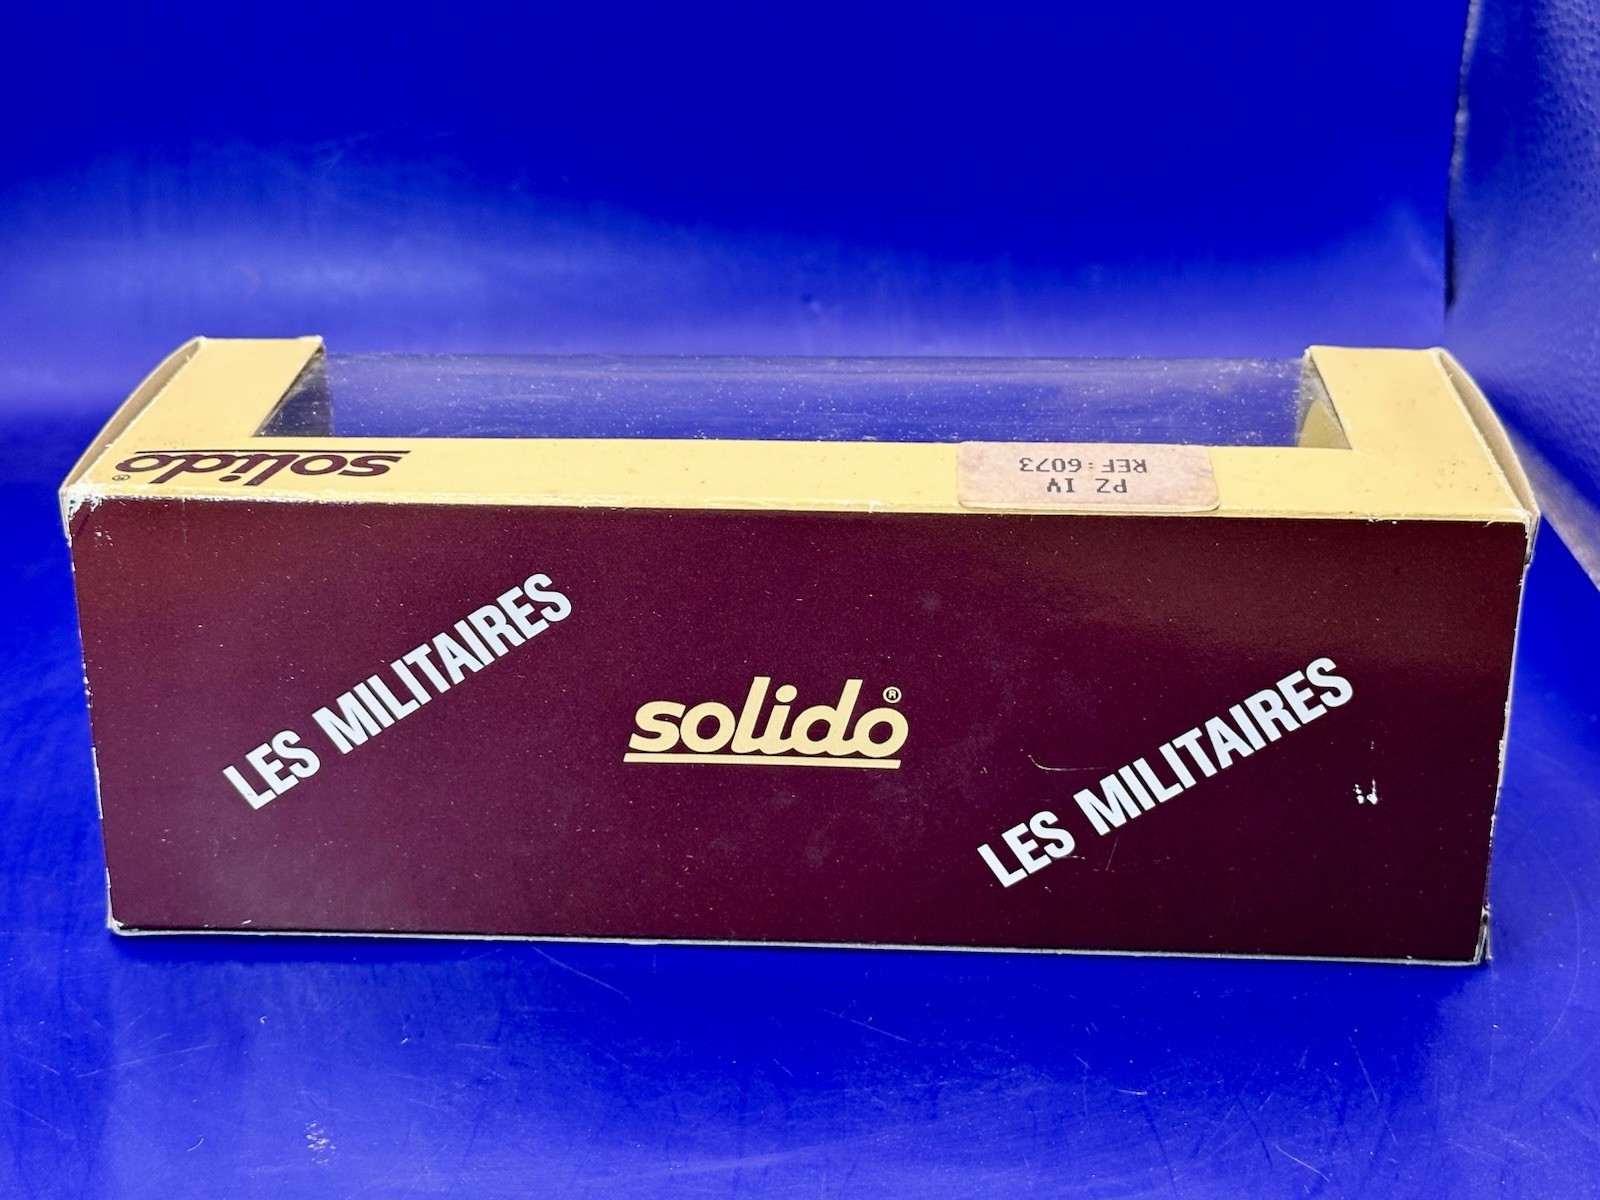 solido®
PZ IV
REF:6073
LES MILITAIRES
solido®
LES MILITAIRES